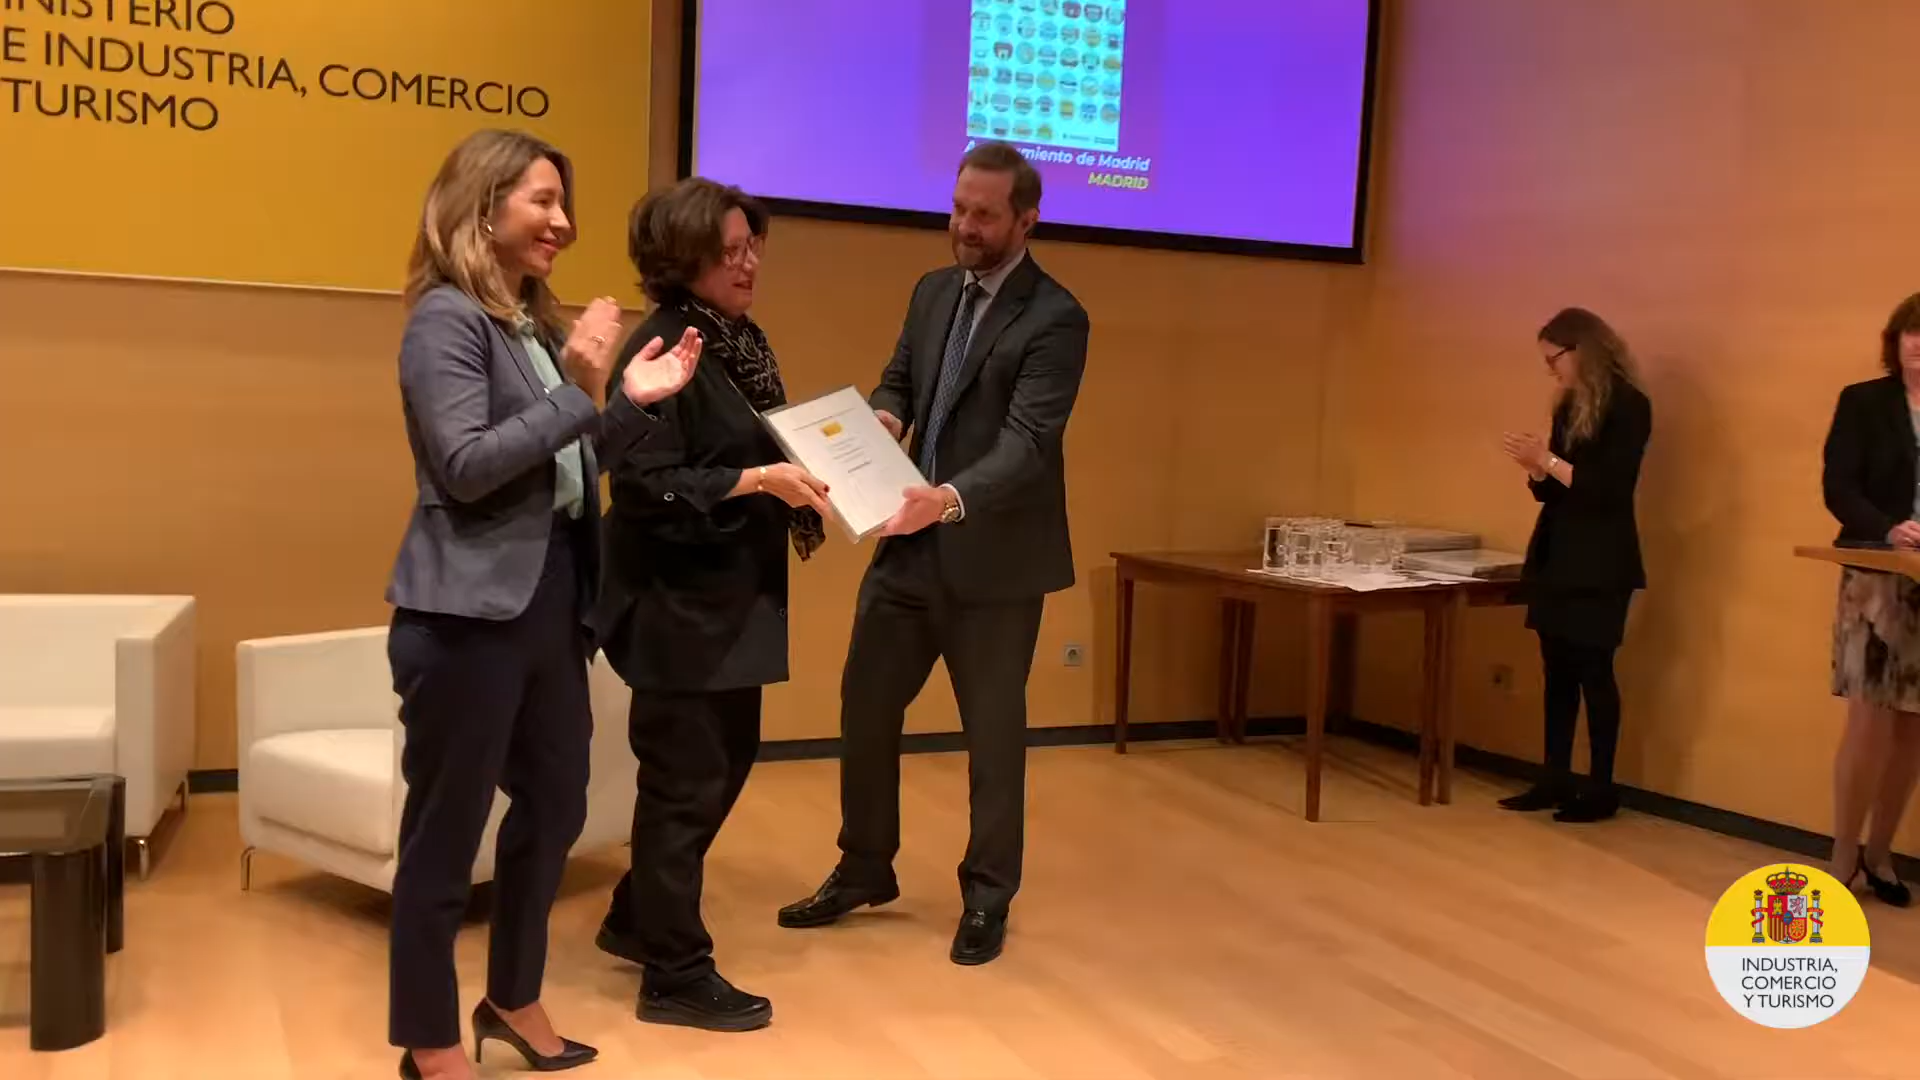 INISTERIO
E INDUSTRIA, COMERCIO
TURISMO
miento de Madrid
MADRID
INDUSTRIA,
COMERCIO
Y TURISMO